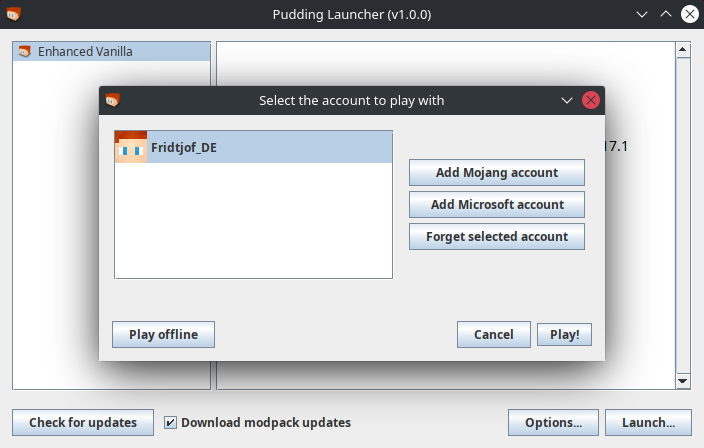 Pudding Launcher (v1.0.0)
Enhanced Vanilla
Select the account to play with
Fridtjof_DE
17.1
Add Mojang account
Add Microsoft account
Forget selected account
Play offline
Cancel
Play!
Check for updates
Download modpack updates
Options...
Launch...